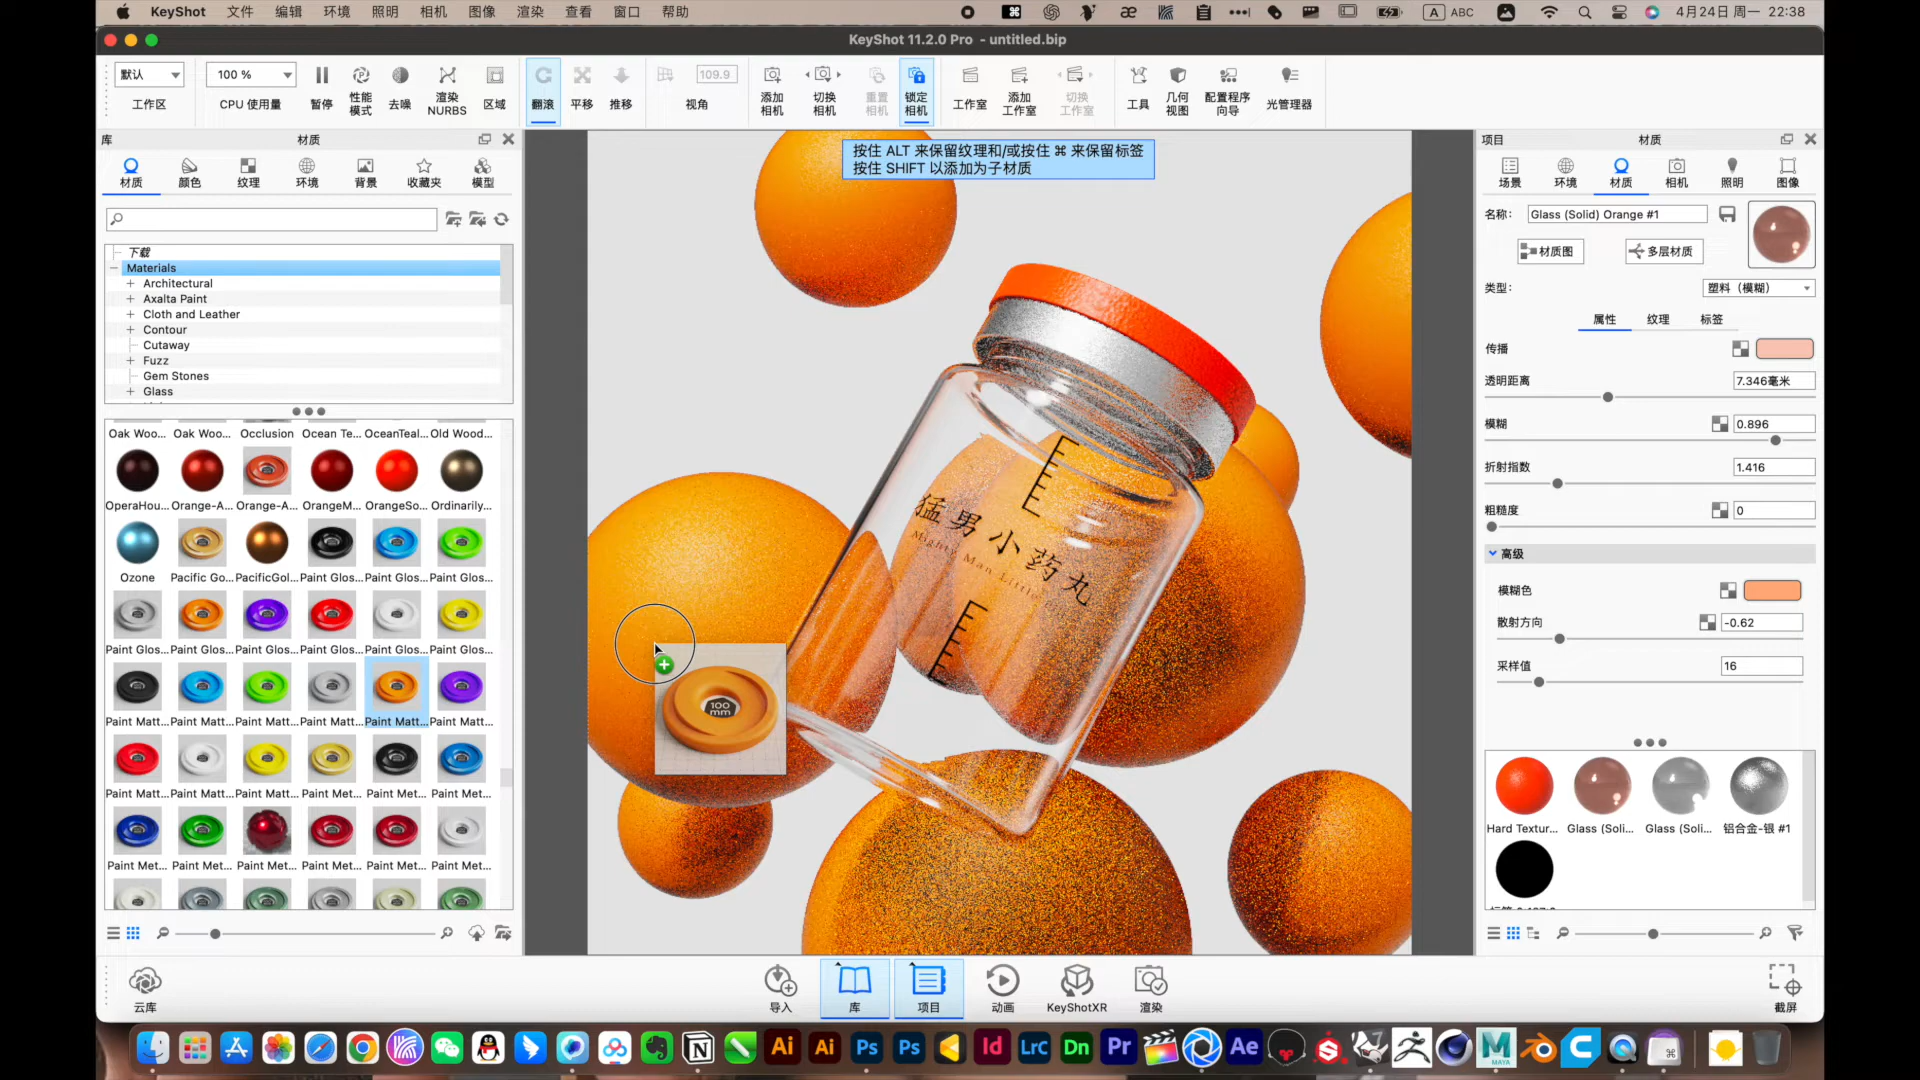 KeyShot 文件 编辑 环境 照明 相机 图像 渲染 查看 窗口 帮助
A ABC
4月24日 周一 22:38
KeyShot 11.2.0 Pro - untitled.bip
默认
100 %
109.9
工作区
CPU 使用量
暂停
性能
模式
去噪
渲染
NURBS
区域
翻滚
平移
推移
视角
添加
相机
切换
相机
重置
相机
锁定
相机
工作室
添加
工作室
切换
工作室
工具
几何
视图
配置程序
向导
光管理器
库
材质
材质 颜色 纹理 环境 背景 收藏夹 模型
下载
Materials
Architectural
Axalta Paint
Cloth and Leather
Contour
Cutaway
Fuzz
Gem Stones
Glass
Oak Woo... Oak Woo... Occlusion Ocean Te... OceanTeal... Old Wood...
OperaHou... Orange-A... Orange-A... OrangeM... OrangeSo... Ordinarily...
Ozone Pacific Go... PacificGol... Paint Glos... Paint Glos... Paint Glos...
Paint Glos... Paint Glos... Paint Glos... Paint Glos... Paint Glos... Paint Glos...
Paint Matt... Paint Matt... Paint Matt... Paint Matt... Paint Matt... Paint Matt...
Paint Matt... Paint Matt... Paint Matt... Paint Met... Paint Met... Paint Met...
Paint Met... Paint Met... Paint Met... Paint Met... Paint Met... Paint Met...
按住 ALT 来保留纹理和/或按住 ⌘ 来保留标签
按住 SHIFT 以添加为子材质
猛男小药丸
Mighty Man Little
100
mm
项目
材质
场景 环境 材质 相机 照明 图像
名称: Glass (Solid) Orange #1
材质图
多层材质
类型: 塑料（模糊）
属性 纹理 标签
传播
透明距离 7.346毫米
模糊 0.896
折射指数 1.416
粗糙度 0
高级
模糊色
散射方向 -0.62
采样值 16
Hard Textur... Glass (Soli... Glass (Soli... 铝合金-银 #1
云库
导入
库
项目
动画
KeyShotXR
渲染
截屏
Ai Ai Ps Ps Id LrC Dn Pr Ae
MAYA